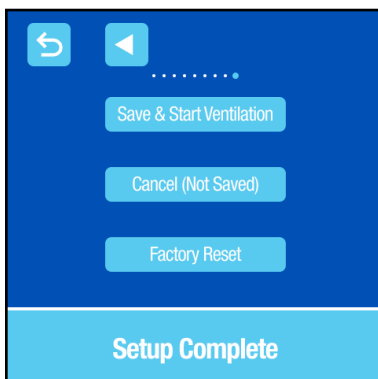 Save & Start Ventilation
Cancel (Not Saved)
Factory Reset
Setup Complete